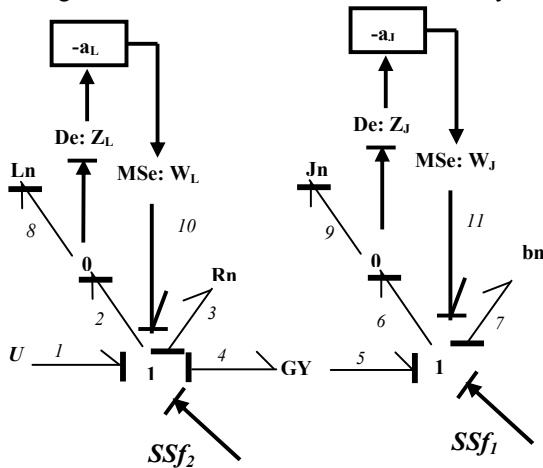 -aL
-aJ
De: ZL
De: ZJ
MSe: WL
MSe: WJ
Ln
Jn
10
11
8
9
0
0
Rn
bn
2
3
6
7
U
1
4
5
1
GY
1
SSf2
SSf1